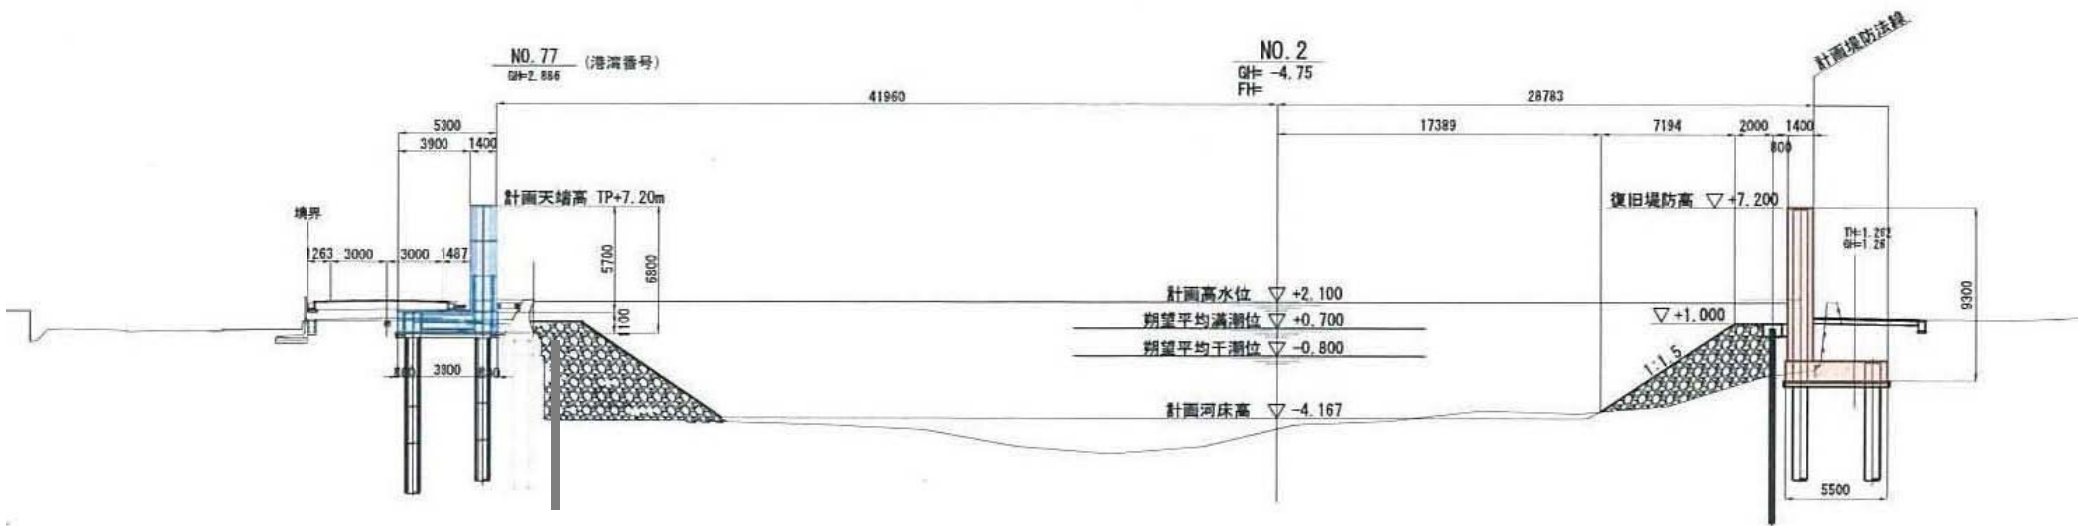 計画堤防法線
NO. 77 (港湾番号)
GH=2.886
NO. 2
GH= -4.75
FH=
41960
28783
5300
17389
7194
2000
1400
3900
1400
800
計画天端高 TP+7.20m
復旧堤防高 ▽ +7.200
境界
TH=1.2
GH=1.26
1263
3000
3000
1487
5700
6800
9300
計画高水位 ▽ +2.100
1100
朔望平均満潮位 ▽ +0.700
▽ +1.000
朔望平均干潮位 ▽ -0.800
1:1.5
3800
計画河床高 ▽ -4.167
5500